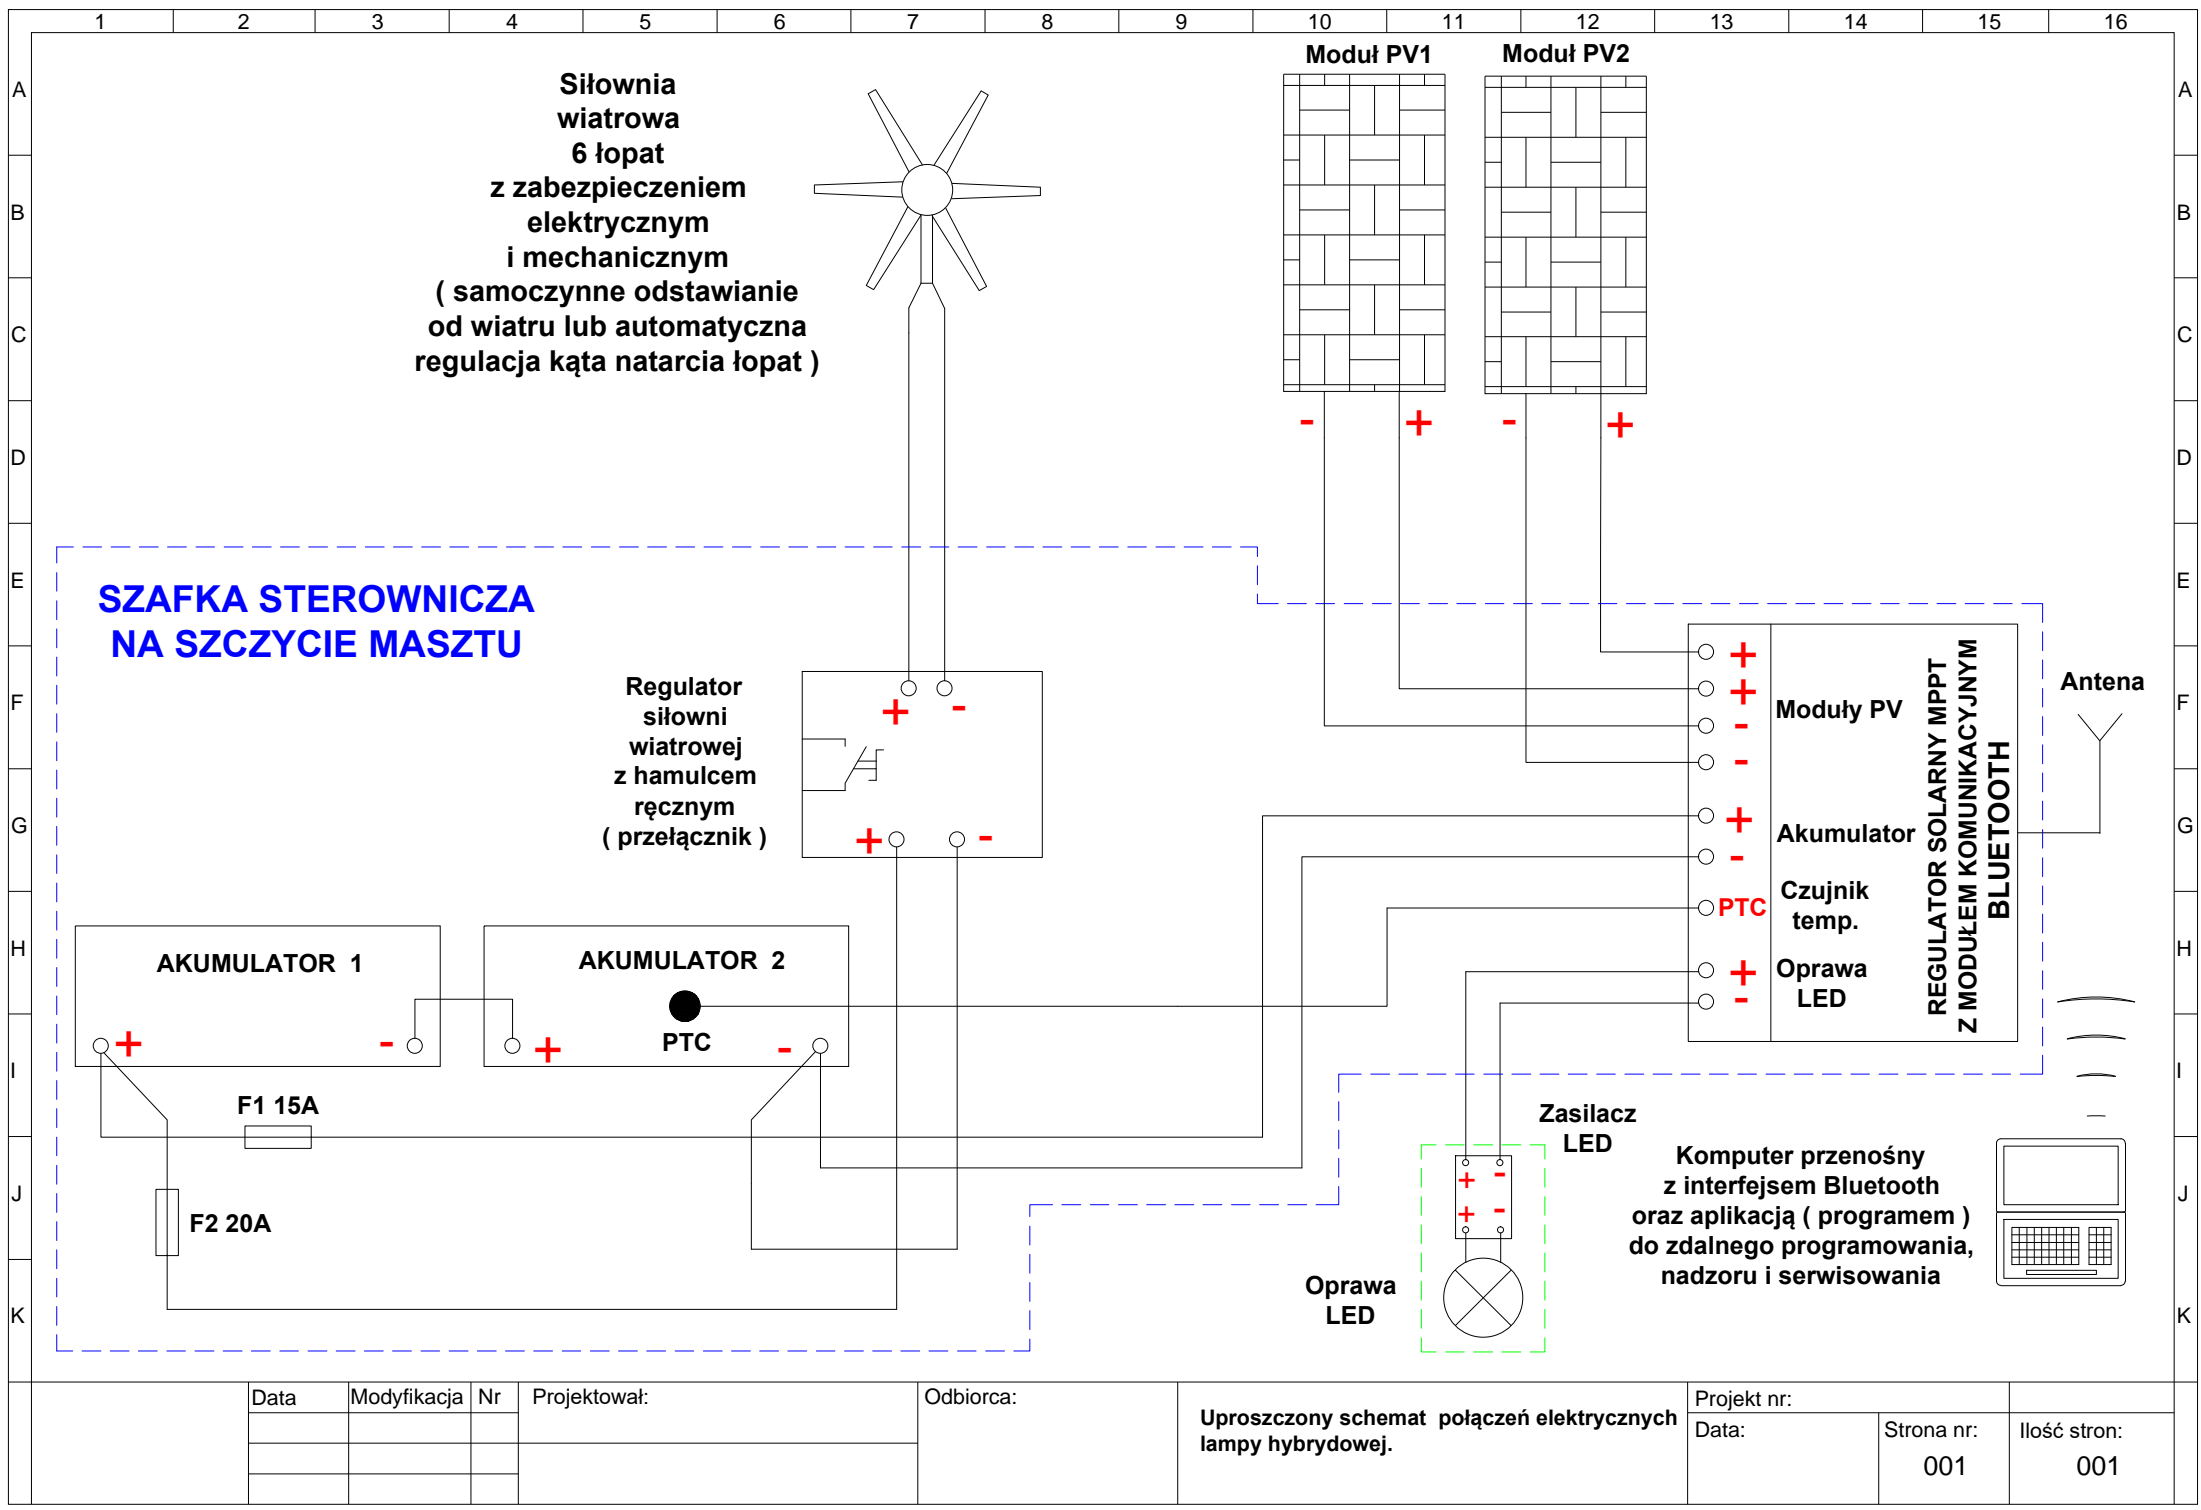 1 2 3 4 5 6 7 8 9 10 11 12 13 14 15 16
A
B
C
D
E
F
G
H
I
J
K
A
B
C
D
E
F
G
H
I
J
K
Siłownia
wiatrowa
6 łopat
z zabezpieczeniem
elektrycznym
i mechanicznym
( samoczynne odstawianie
od wiatru lub automatyczna
regulacja kąta natarcia łopat )
Moduł PV1
Moduł PV2
- +
- +
SZAFKA STEROWNICZA
NA SZCZYCIE MASZTU
Regulator
siłowni
wiatrowej
z hamulcem
ręcznym
( przełącznik )
+ -
+ -
+
+
-
-
Moduły PV
+
-
Akumulator
PTC
Czujnik
temp.
+
-
Oprawa
LED
REGULATOR SOLARNY MPPT
Z MODUŁEM KOMUNIKACYJNYM
BLUETOOTH
Antena
AKUMULATOR 1
+ -
AKUMULATOR 2
PTC
+ -
F1 15A
F2 20A
Zasilacz
LED
+ -
+ -
Oprawa
LED
Komputer przenośny
z interfejsem Bluetooth
oraz aplikacją ( programem )
do zdalnego programowania,
nadzoru i serwisowania
Data Modyfikacja Nr
Projektował:
Odbiorca:
Uproszczony schemat połączeń elektrycznych
lampy hybrydowej.
Projekt nr:
Data:
Strona nr:
001
Ilość stron:
001